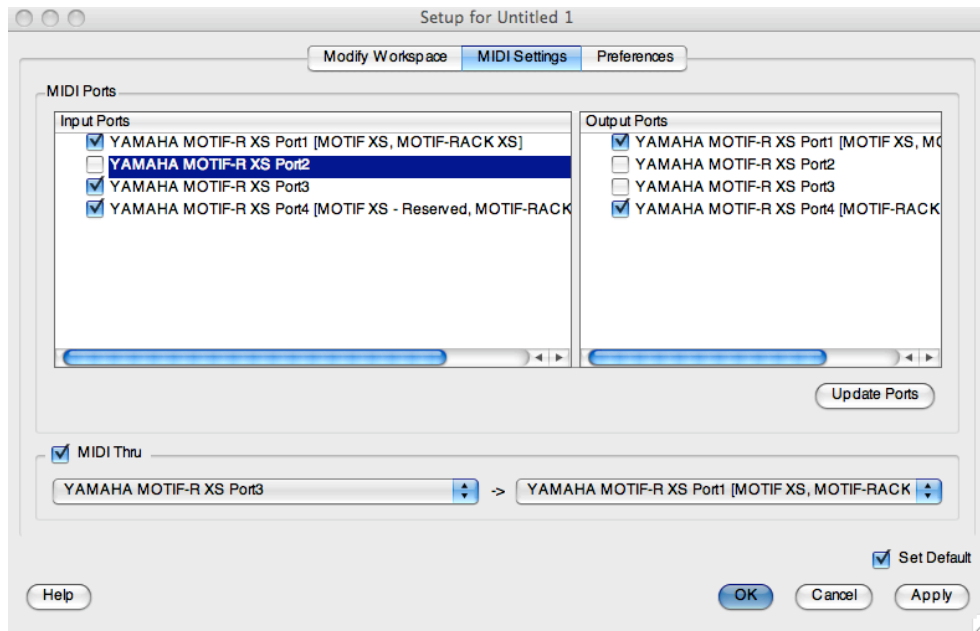 Setup for Untitled 1
Modify Workspace MIDI Settings Preferences
MIDI Ports
Input Ports
YAMAHA MOTIF-R XS Port1 [MOTIF XS, MOTIF-RACK XS]
YAMAHA MOTIF-R XS Port2
YAMAHA MOTIF-R XS Port3
YAMAHA MOTIF-R XS Port4 [MOTIF XS - Reserved, MOTIF-RACK
Output Ports
YAMAHA MOTIF-R XS Port1 [MOTIF XS, MO
YAMAHA MOTIF-R XS Port2
YAMAHA MOTIF-R XS Port3
YAMAHA MOTIF-R XS Port4 [MOTIF-RACK
Update Ports
MIDI Thru
YAMAHA MOTIF-R XS Port3 -> YAMAHA MOTIF-R XS Port1 [MOTIF XS, MOTIF-RACK
Set Default
Help OK Cancel Apply